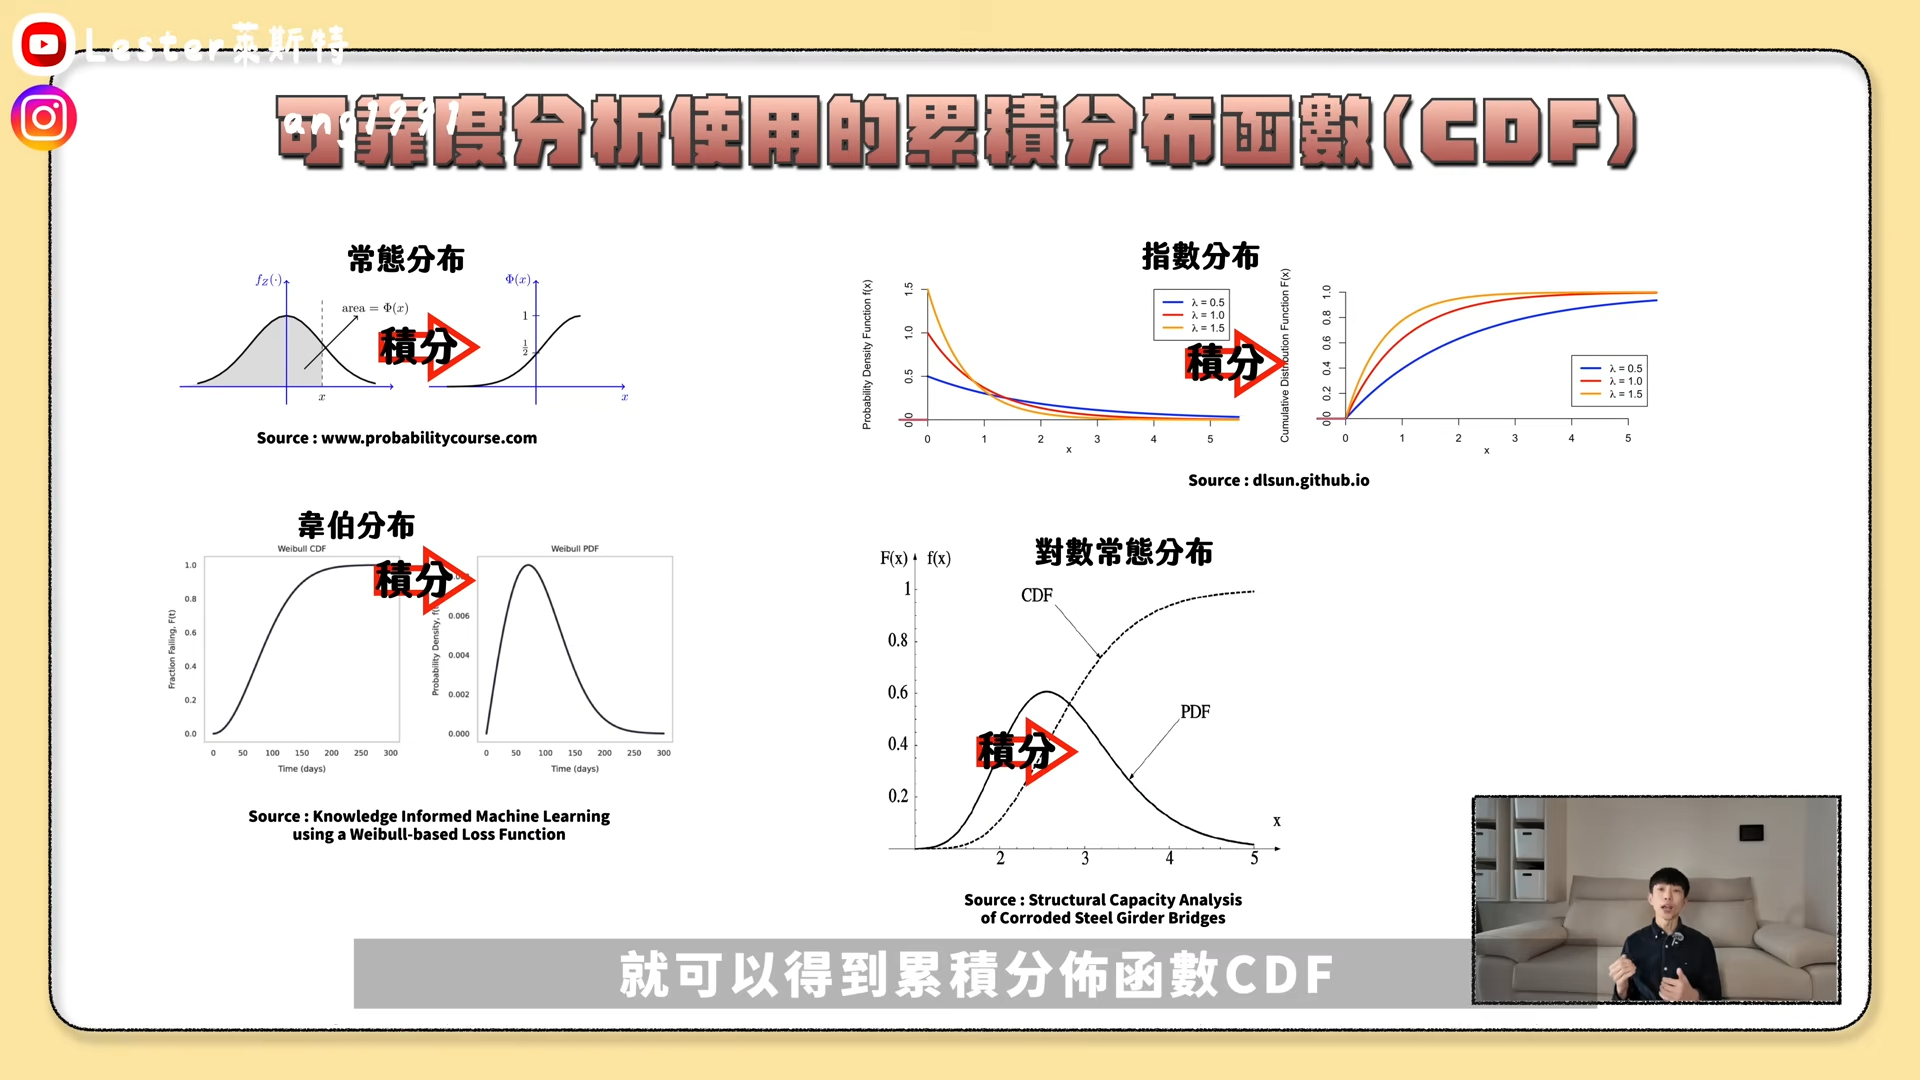 Lester萊斯特
ang1991
可靠度分析使用的累積分布函數(CDF)
常態分布
fZ(·)
area = Φ(x)
x
積分
Φ(x)
1
1/2
x
Source : www.probabilitycourse.com
指數分布
Probability Density Function f(x)
1.5
1.0
0.5
0.0
0 1 2 3 4 5
x
λ = 0.5
λ = 1.0
λ = 1.5
積分
Cumulative Distribution Function F(x)
1.0
0.8
0.6
0.4
0.2
0.0
0 1 2 3 4 5
x
λ = 0.5
λ = 1.0
λ = 1.5
Source : dlsun.github.io
韋伯分布
Weibull CDF
Fraction Failing, F(t)
1.0
0.8
0.6
0.4
0.2
0.0
0 50 100 150 200 250 300
Time (days)
積分
Weibull PDF
Probability Density,
0.006
0.004
0.002
0.000
0 50 100 150 200 250 300
Time (days)
Source : Knowledge Informed Machine Learning
using a Weibull-based Loss Function
對數常態分布
F(x) f(x)
1
0.8
0.6
0.4
0.2
CDF
PDF
積分
x
2 3 4 5
Source : Structural Capacity Analysis
of Corroded Steel Girder Bridges
就可以得到累積分佈函數CDF